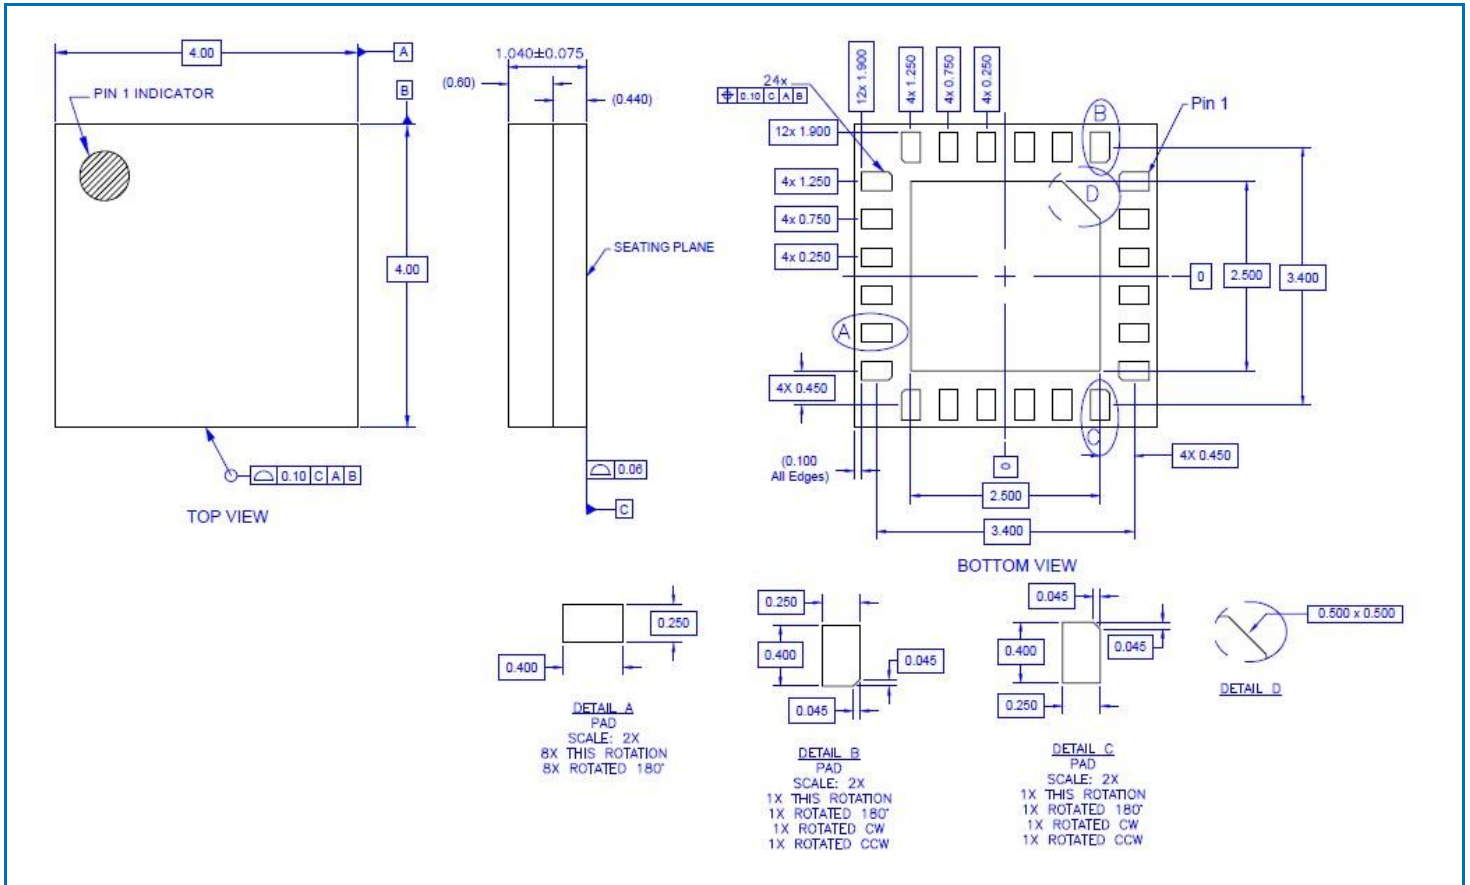 4.00
A
B
PIN 1 INDICATOR
4.00
0.10 C A B
TOP VIEW
1.040±0.075
(0.60)
(0.440)
SEATING PLANE
0.06
C
24x
0.10 C A B
12x 1.900
4x 1.250
4x 0.750
4x 0.250
12x 1.900
4x 1.250
4x 0.750
4x 0.250
B
Pin 1
D
0
2.500
3.400
A
4X 0.450
C
4X 0.450
(0.100
All Edges)
0
2.500
3.400
BOTTOM VIEW
0.250
0.400
DETAIL A
PAD
SCALE: 2X
8X THIS ROTATION
8X ROTATED 180°
0.250
0.400
0.045
0.045
DETAIL B
PAD
SCALE: 2X
1X THIS ROTATION
1X ROTATED 180°
1X ROTATED CW
1X ROTATED CCW
0.045
0.400
0.045
0.250
DETAIL C
PAD
SCALE: 2X
1X THIS ROTATION
1X ROTATED 180°
1X ROTATED CW
1X ROTATED CCW
0.500 x 0.500
DETAIL D